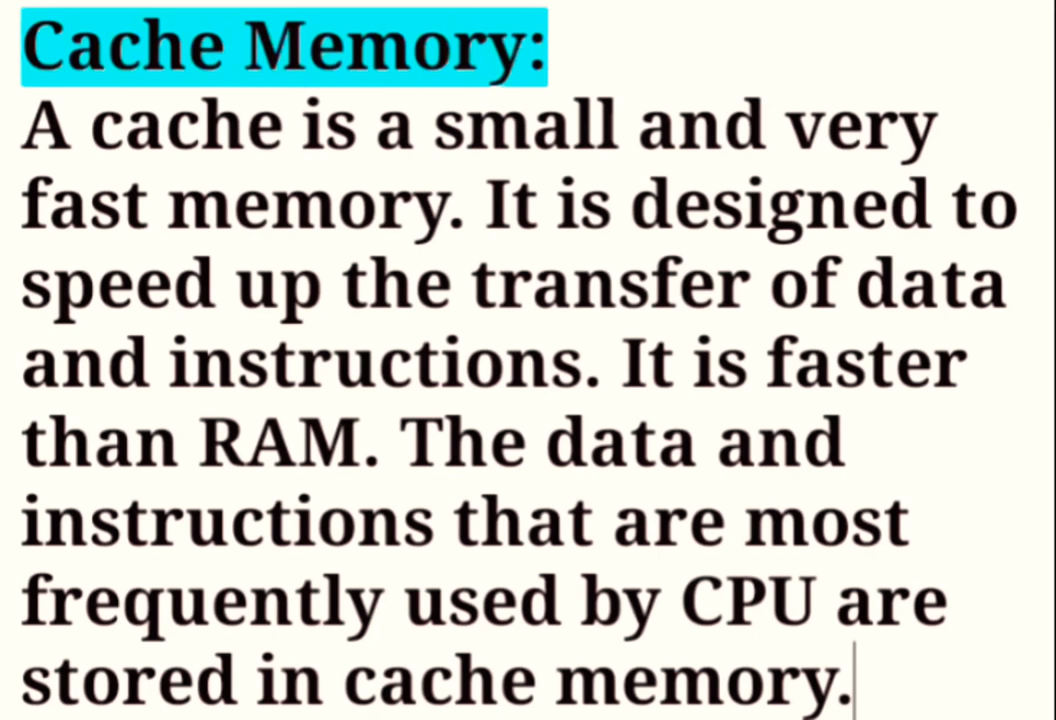 Cache Memory:
A cache is a small and very
fast memory. It is designed to
speed up the transfer of data
and instructions. It is faster
than RAM. The data and
instructions that are most
frequently used by CPU are
stored in cache memory.